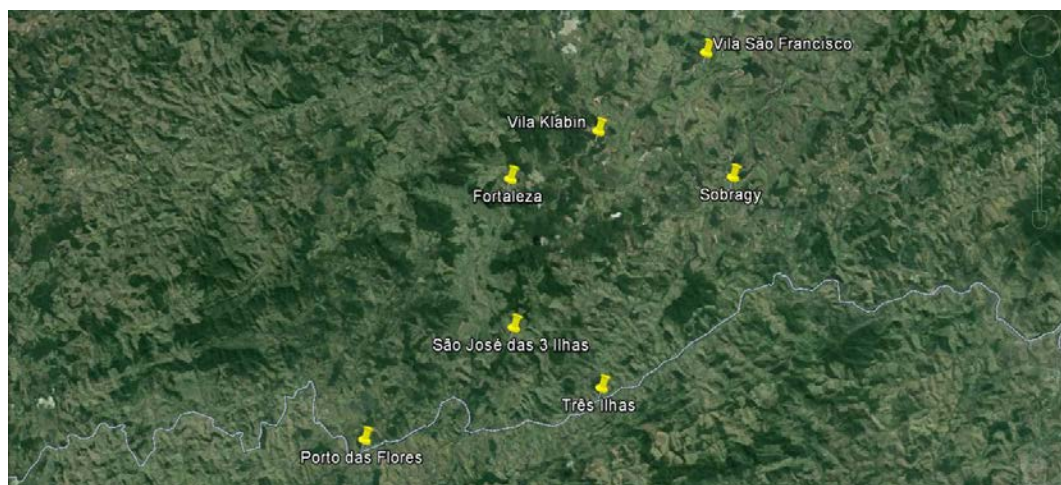 Vila São Francisco
Vila Klabin
Fortaleza
Sobragy
São José das 3 Ilhas
Três Ilhas
Porto das Flores